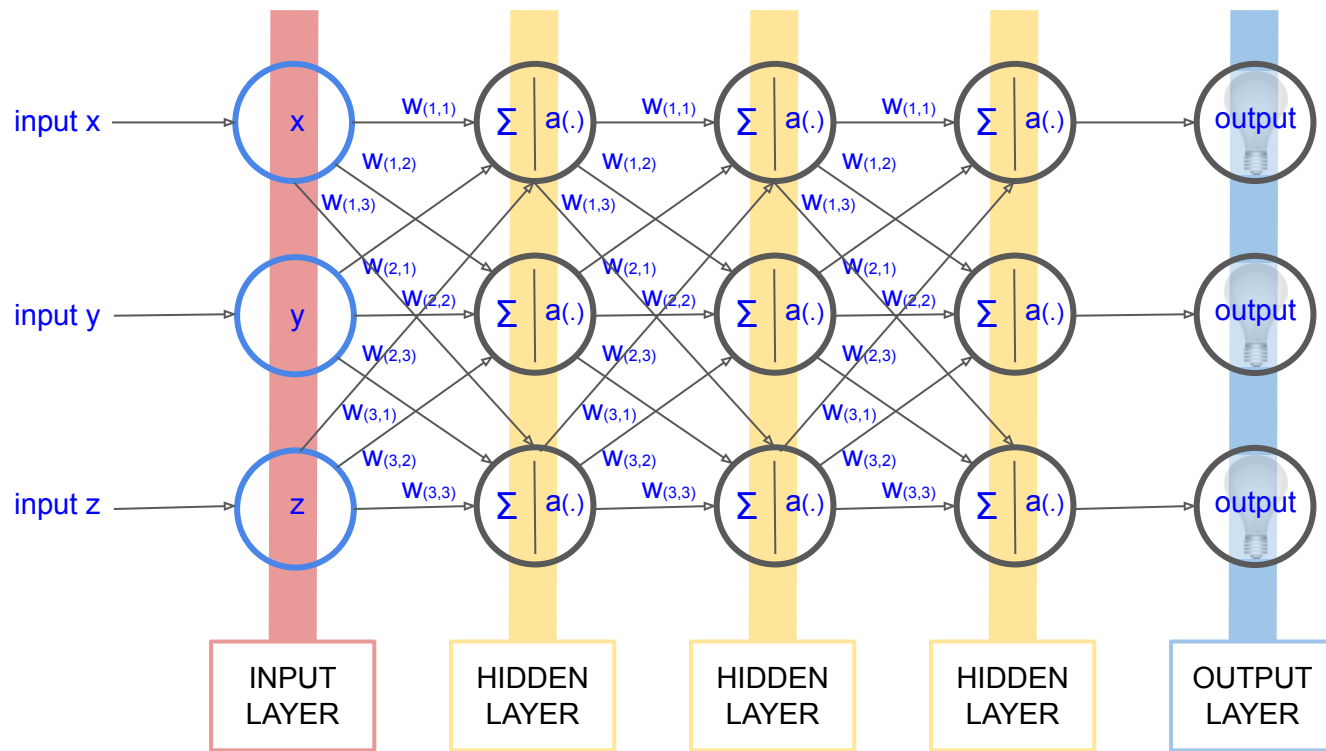 input x
x
W(1,1)
Σ a(.)
W(1,1)
Σ a(.)
W(1,1)
Σ a(.)
output
W(1,2)
W(1,2)
W(1,2)
W(1,3)
W(1,3)
W(1,3)
W(2,1)
W(2,1)
W(2,1)
input y
y
W(2,2)
Σ a(.)
W(2,2)
Σ a(.)
W(2,2)
Σ a(.)
output
W(2,3)
W(2,3)
W(2,3)
W(3,1)
W(3,1)
W(3,1)
W(3,2)
W(3,2)
W(3,2)
input z
z
W(3,3)
Σ a(.)
W(3,3)
Σ a(.)
W(3,3)
Σ a(.)
output
INPUT
LAYER
HIDDEN
LAYER
HIDDEN
LAYER
HIDDEN
LAYER
OUTPUT
LAYER